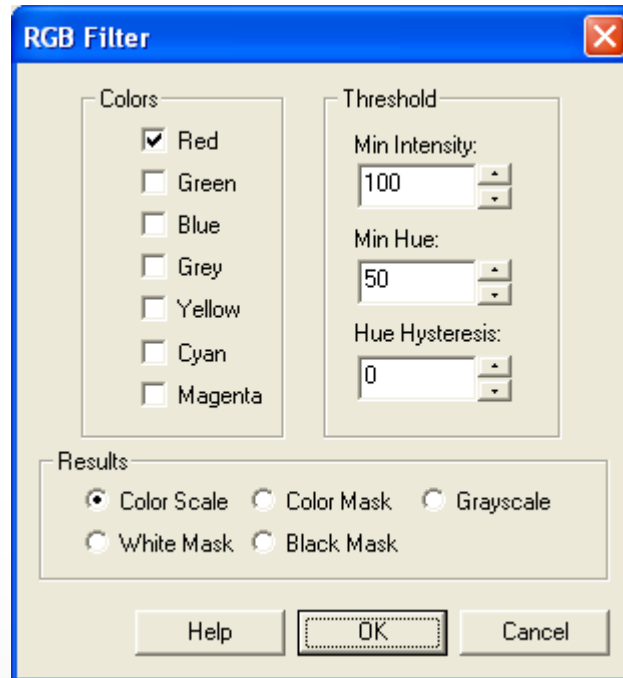 RGB Filter
Colors
Red
Green
Blue
Grey
Yellow
Cyan
Magenta
Threshold
Min Intensity:
100
Min Hue:
50
Hue Hysteresis:
0
Results
Color Scale Color Mask Grayscale
White Mask Black Mask
Help OK Cancel